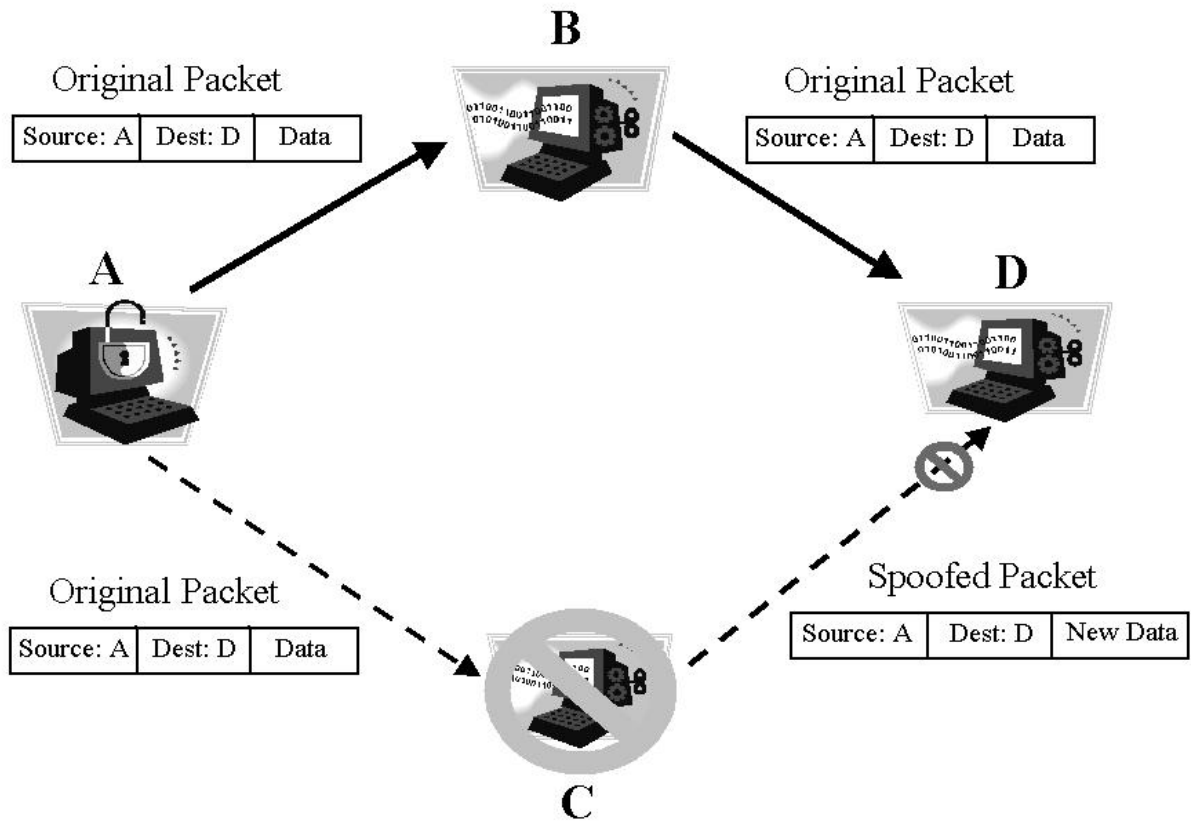 B
Original Packet
Source: A Dest: D Data
Original Packet
Source: A Dest: D Data
A
D
Original Packet
Source: A Dest: D Data
Spoofed Packet
Source: A Dest: D New Data
C